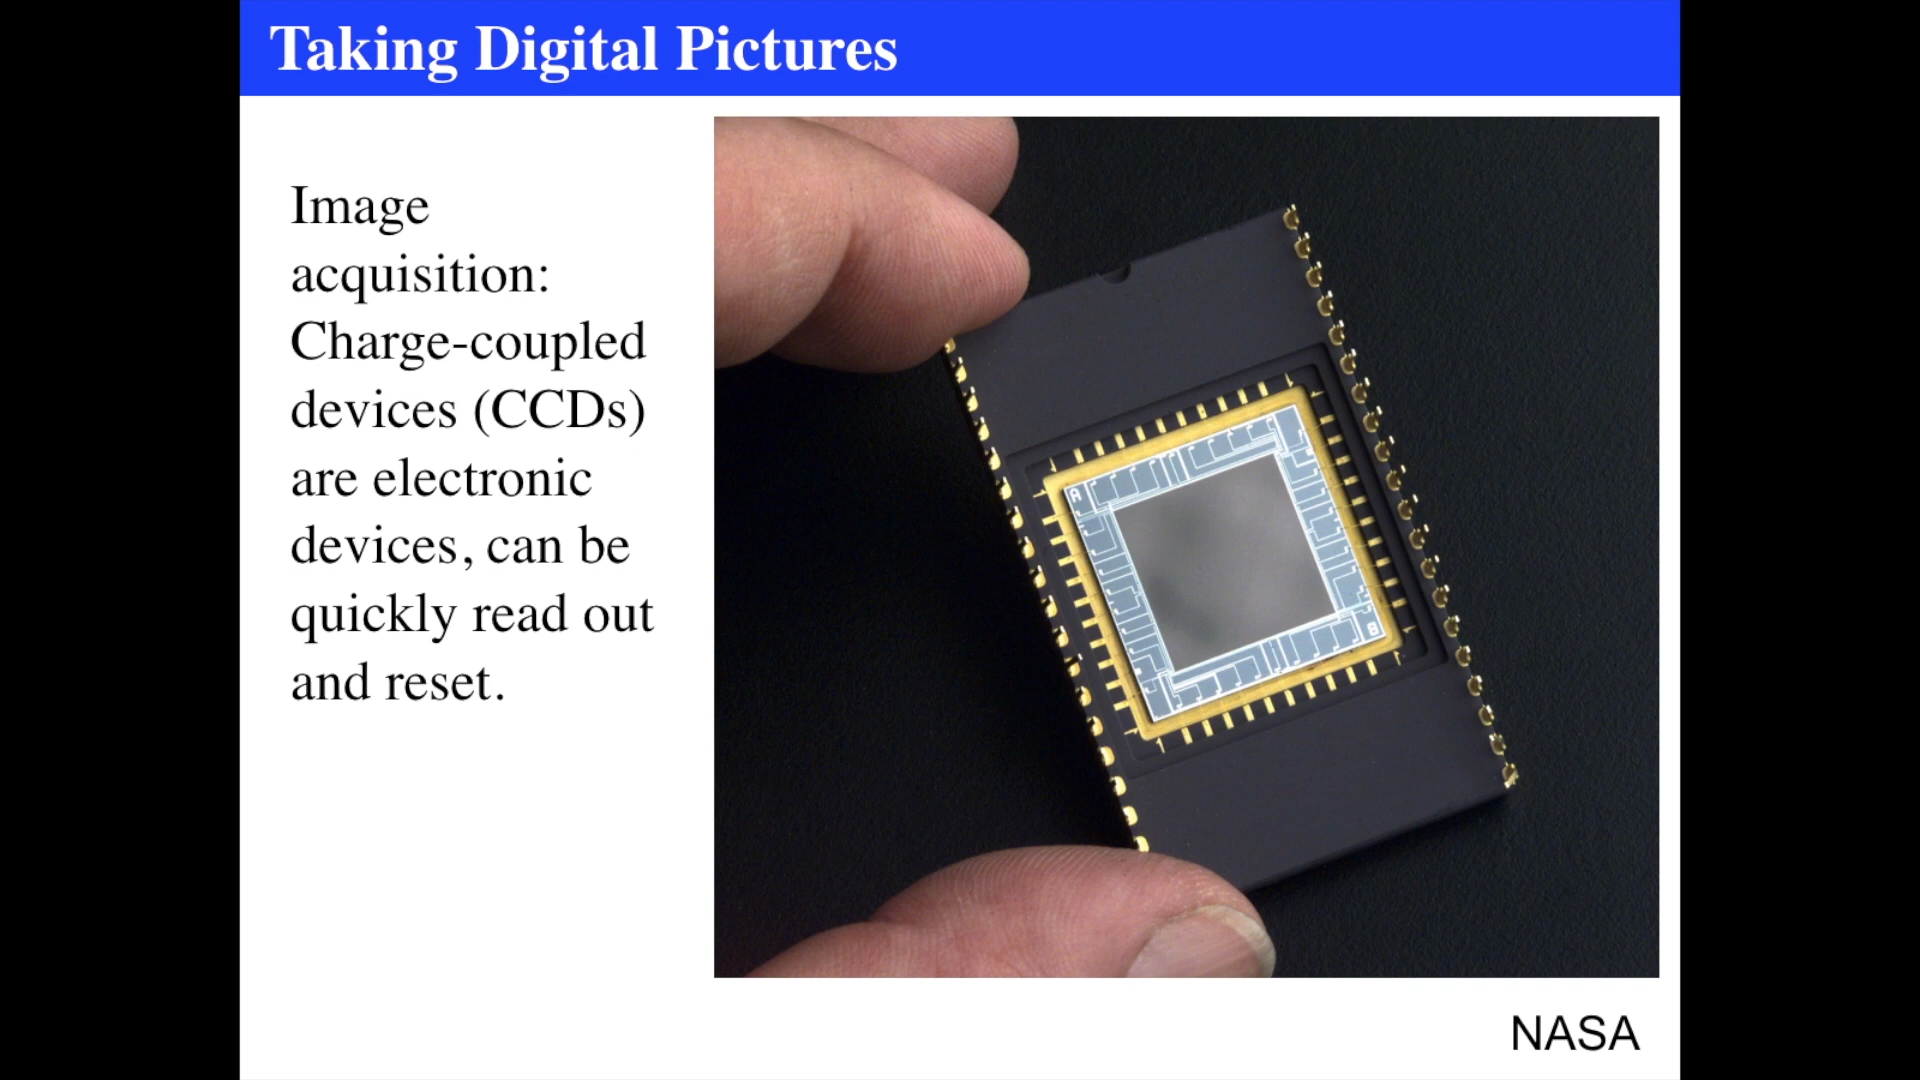 Taking Digital Pictures
Image
acquisition:
Charge-coupled
devices (CCDs)
are electronic
devices, can be
quickly read out
and reset.
A
B
NASA